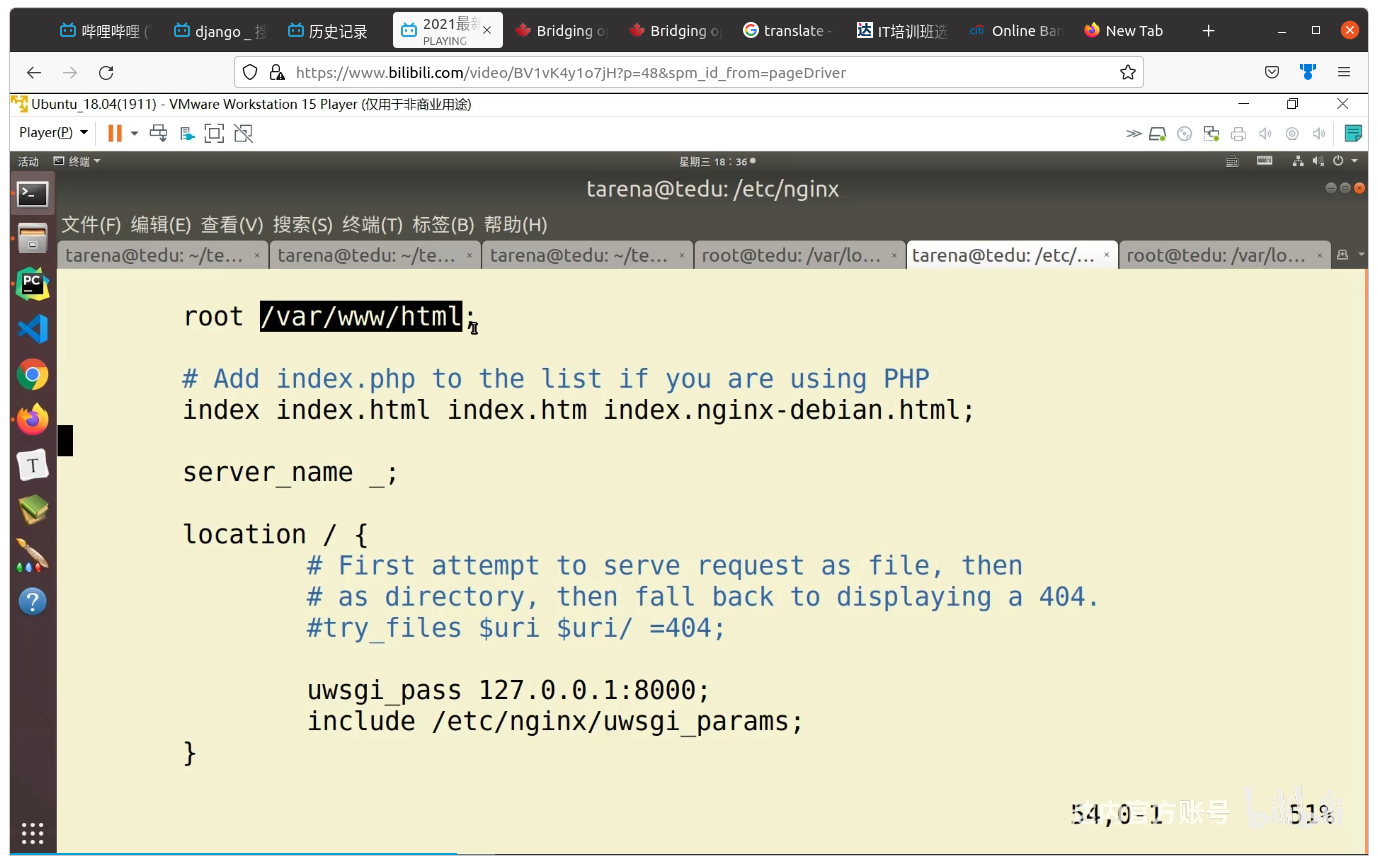 哔哩哔哩 (
django _ 搜
历史记录
2021最新
PLAYING
Bridging o
Bridging o
translate -
IT培训班选
Online Ban
New Tab
https://www.bilibili.com/video/BV1vK4y1o7jH?p=48&spm_id_from=pageDriver
Ubuntu_18.04(1911) - VMware Workstation 15 Player (仅用于非商业用途)
Player(P)
活动 终端 星期三 18:36
tarena@tedu: /etc/nginx
文件(F) 编辑(E) 查看(V) 搜索(S) 终端(T) 标签(B) 帮助(H)
tarena@tedu: ~/te... tarena@tedu: ~/te... tarena@tedu: ~/te... root@tedu: /var/lo... tarena@tedu: /etc/... root@tedu: /var/lo...
root /var/www/html;
# Add index.php to the list if you are using PHP
index index.html index.htm index.nginx-debian.html;
server_name _;
location / {
# First attempt to serve request as file, then
# as directory, then fall back to displaying a 404.
#try_files $uri $uri/ =404;
uwsgi_pass 127.0.0.1:8000;
include /etc/nginx/uwsgi_params;
}
54,0-1 51%
官方账号
bilibili